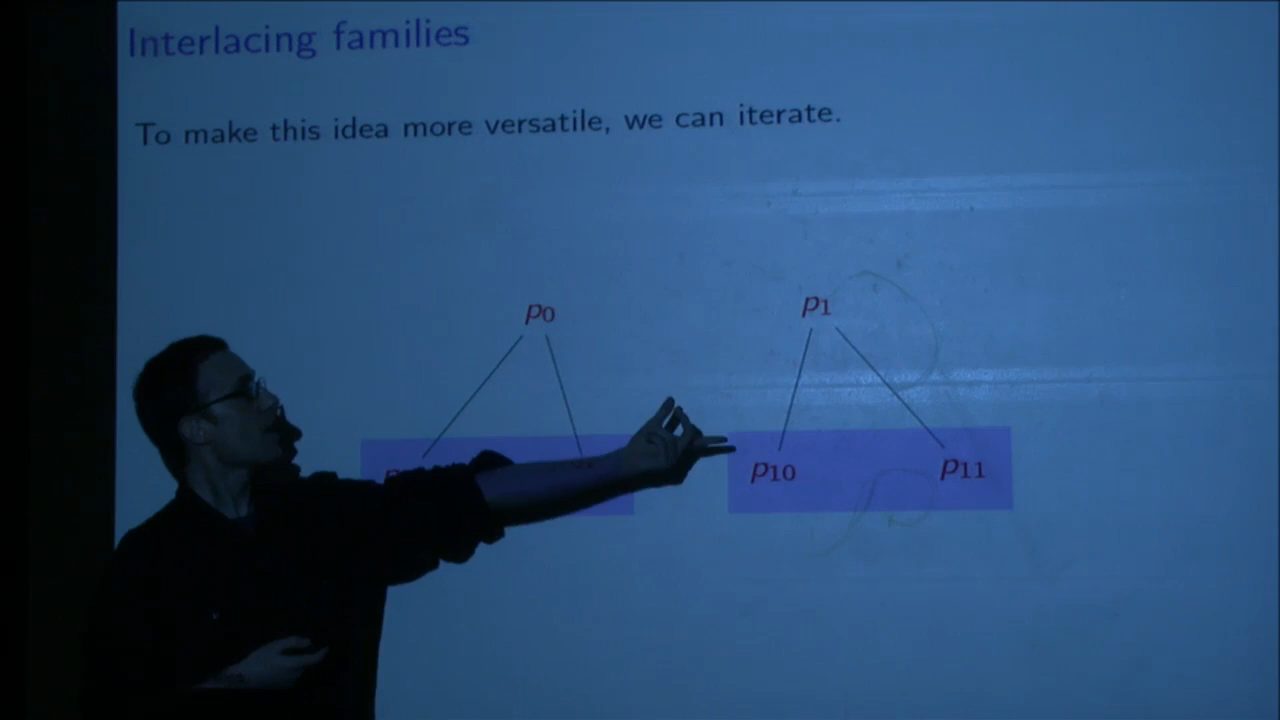 Interlacing families
To make this idea more versatile, we can iterate.
p0 p1
p10 p11